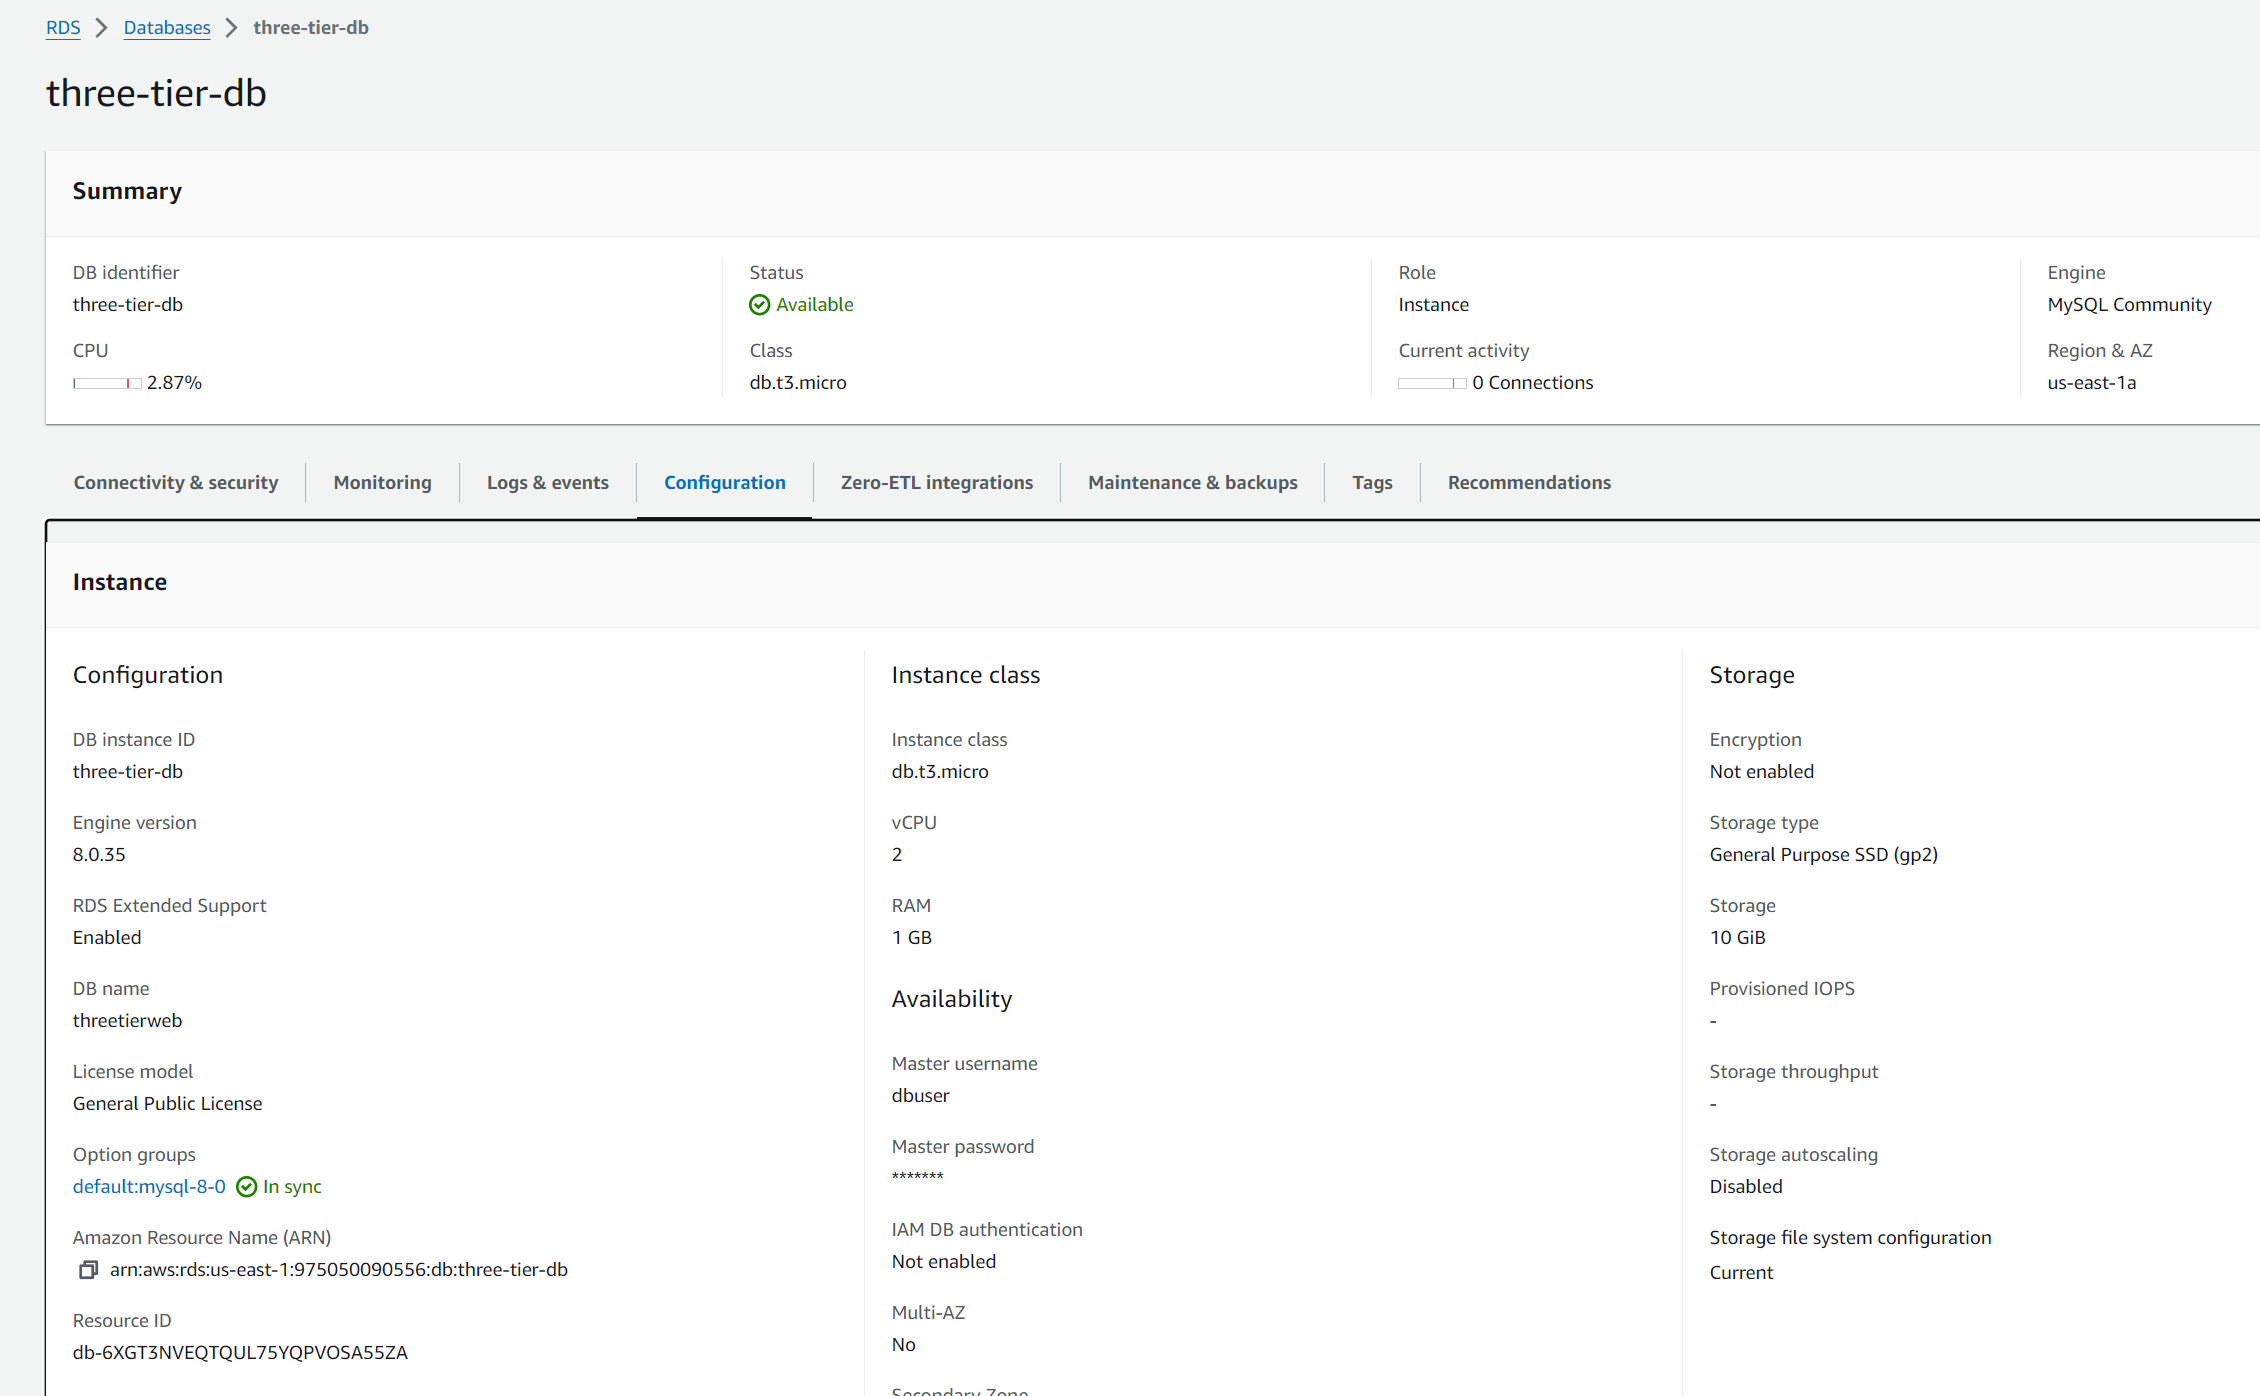 RDS > Databases > three-tier-db
three-tier-db
Summary
DB identifier
three-tier-db
CPU
2.87%
Status
Available
Class
db.t3.micro
Role
Instance
Current activity
0 Connections
Engine
MySQL Community
Region & AZ
us-east-1a
Connectivity & security
Monitoring
Logs & events
Configuration
Zero-ETL integrations
Maintenance & backups
Tags
Recommendations
Instance
Configuration
DB instance ID
three-tier-db
Engine version
8.0.35
RDS Extended Support
Enabled
DB name
threetierweb
License model
General Public License
Option groups
default:mysql-8-0 In sync
Amazon Resource Name (ARN)
arn:aws:rds:us-east-1:975050090556:db:three-tier-db
Resource ID
db-6XGT3NVEQTQUL75YQPVOSA55ZA
Instance class
Instance class
db.t3.micro
vCPU
2
RAM
1 GB
Availability
Master username
dbuser
Master password
*******
IAM DB authentication
Not enabled
Multi-AZ
No
Secondary Zone
Storage
Encryption
Not enabled
Storage type
General Purpose SSD (gp2)
Storage
10 GiB
Provisioned IOPS
-
Storage throughput
-
Storage autoscaling
Disabled
Storage file system configuration
Current